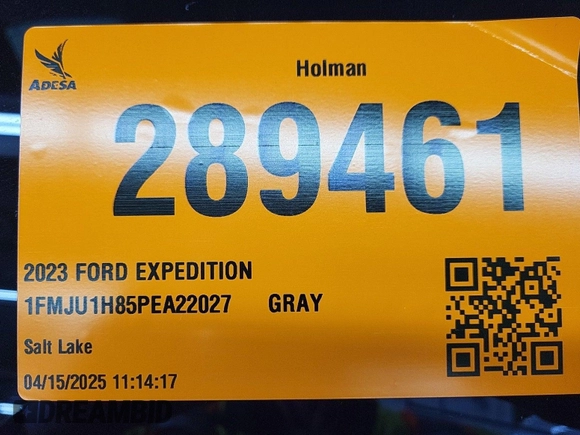 ADESA
Holman
289461
2023 FORD EXPEDITION
1FMJU1H85PEA22027 GRAY
Salt Lake
04/15/2025 11:14:17
DREAMBID